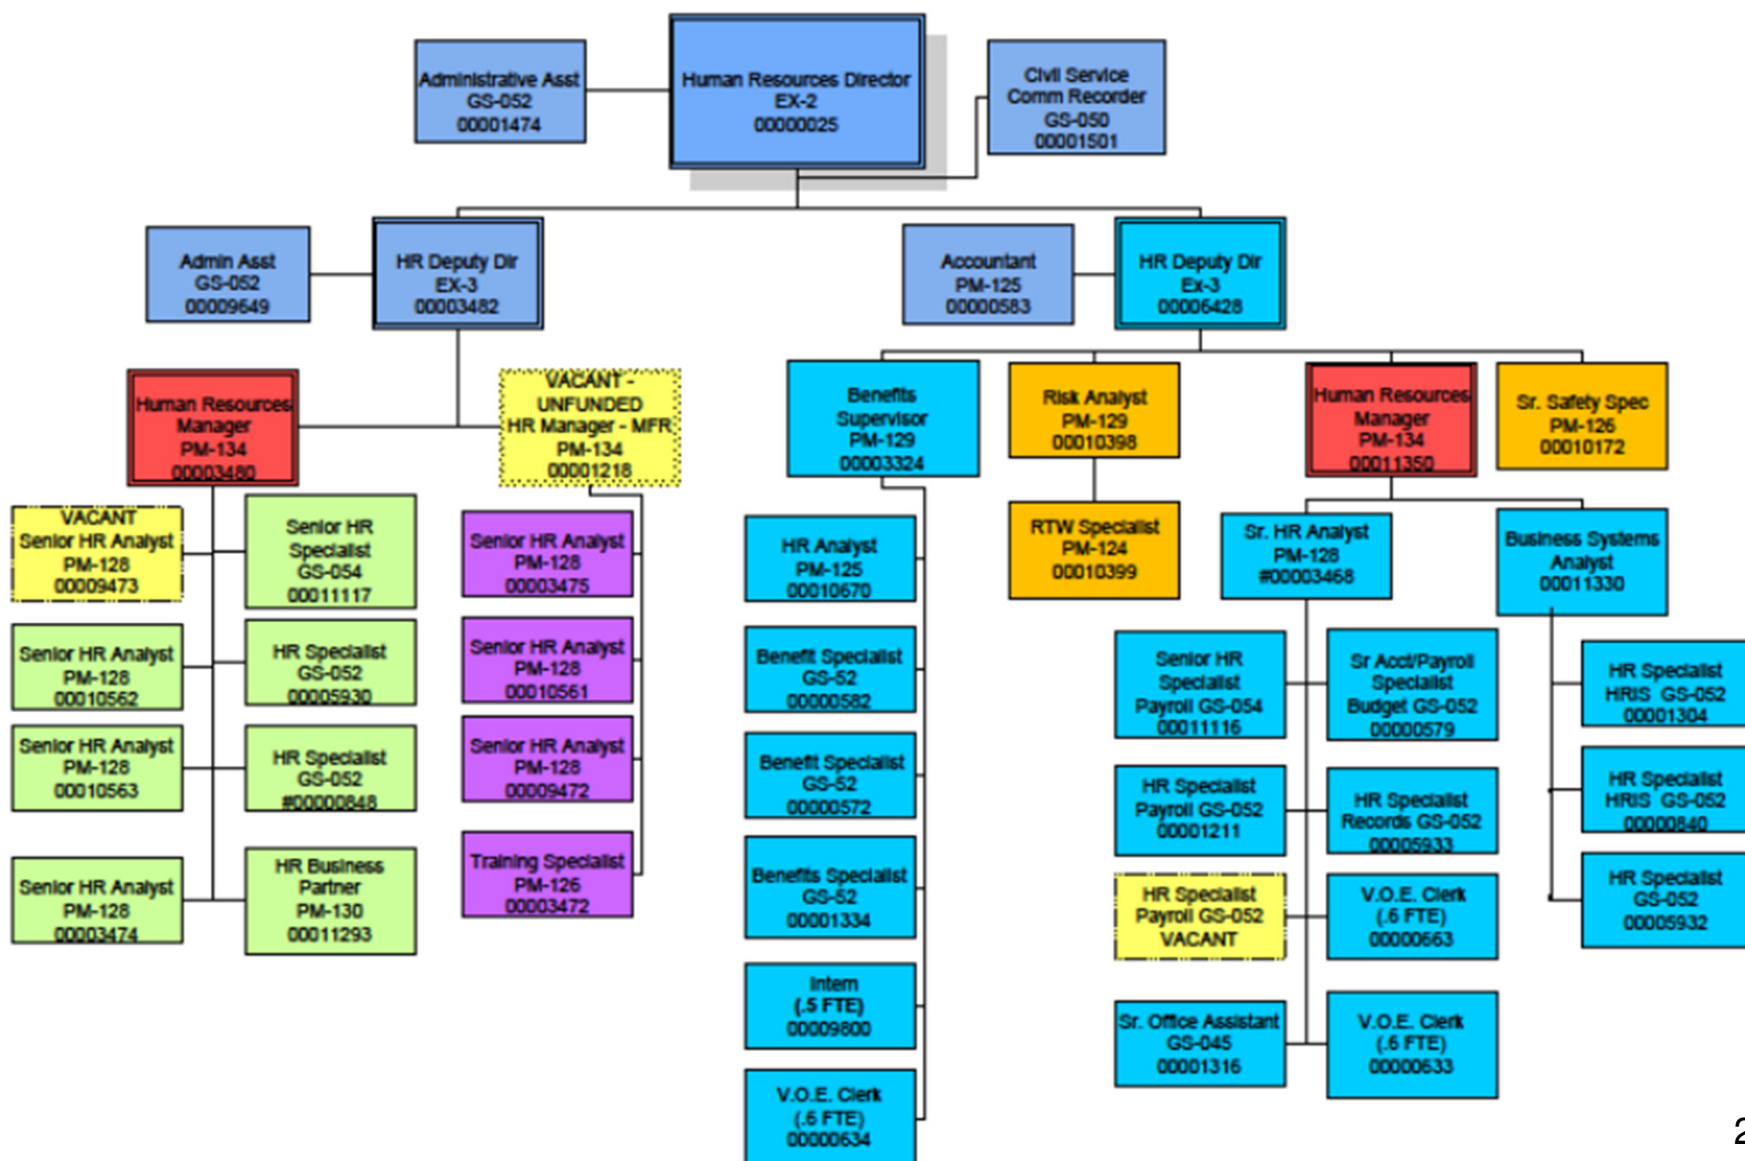 Administrative Asst
GS-052
00001474
Human Resources Director
EX-2
00000025
Civil Service
Comm Recorder
GS-050
00001501
Admin Asst
GS-052
00009649
HR Deputy Dir
EX-3
00003482
Accountant
PM-125
00000583
HR Deputy Dir
Ex-3
00006428
Human Resources
Manager
PM-134
00003480
VACANT -
UNFUNDED
HR Manager - MFR
PM-134
00001218
Benefits
Supervisor
PM-129
00003324
Risk Analyst
PM-129
00010398
Human Resources
Manager
PM-134
00011350
Sr. Safety Spec
PM-126
00010172
VACANT
Senior HR Analyst
PM-128
00009473
Senior HR
Specialist
GS-054
00011117
Senior HR Analyst
PM-128
00010562
HR Specialist
GS-052
00005930
Senior HR Analyst
PM-128
00010563
HR Specialist
GS-052
#00000848
Senior HR Analyst
PM-128
00003474
HR Business
Partner
PM-130
00011293
Senior HR Analyst
PM-128
00003475
Senior HR Analyst
PM-128
00010561
Senior HR Analyst
PM-128
00009472
Training Specialist
PM-126
00003472
HR Analyst
PM-125
00010670
Benefit Specialist
GS-52
00000582
Benefit Specialist
GS-52
00000572
Benefits Specialist
GS-52
00001334
Intern
(.5 FTE)
00009800
V.O.E. Clerk
(.6 FTE)
00000634
RTW Specialist
PM-124
00010399
Sr. HR Analyst
PM-128
#00003468
Business Systems
Analyst
00011330
Senior HR
Specialist
Payroll GS-054
00011116
Sr Acct/Payroll
Specialist
Budget GS-052
00000579
HR Specialist
Payroll GS-052
00001211
HR Specialist
Records GS-052
00005933
HR Specialist
Payroll GS-052
VACANT
V.O.E. Clerk
(.6 FTE)
00000663
Sr. Office Assistant
GS-045
00001316
V.O.E. Clerk
(.6 FTE)
00000633
HR Specialist
HRIS GS-052
00001304
HR Specialist
HRIS GS-052
00000840
HR Specialist
GS-052
00005932
2